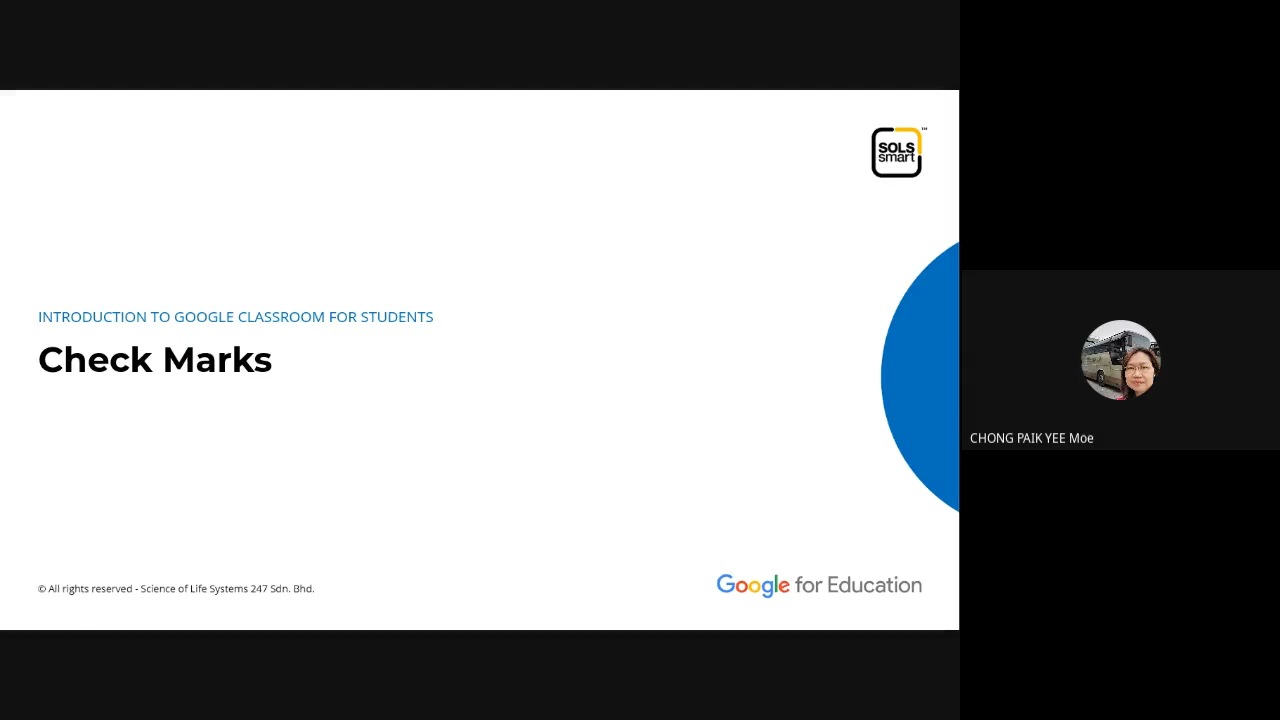 SOLS
smart
TM
INTRODUCTION TO GOOGLE CLASSROOM FOR STUDENTS
Check Marks
CHONG PAIK YEE Moe
© All rights reserved - Science of Life Systems 247 Sdn. Bhd.
Google for Education